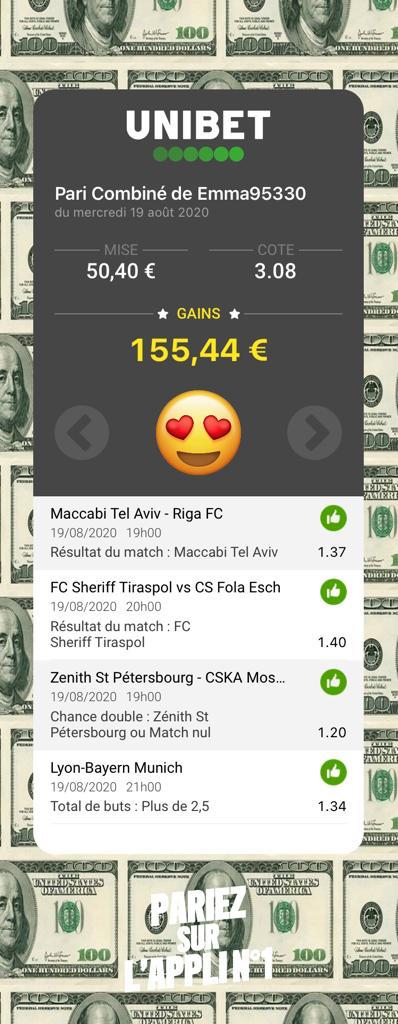 UNIBET
Pari Combiné de Emma95330
du mercredi 19 août 2020
MISE
COTE
50,40 €
3.08
GAINS
155,44 €
Maccabi Tel Aviv - Riga FC
19/08/2020 19h00
Résultat du match : Maccabi Tel Aviv
1.37
FC Sheriff Tiraspol vs CS Fola Esch
19/08/2020 20h00
Résultat du match : FC
Sheriff Tiraspol
1.40
Zenith St Pétersbourg - CSKA Mos...
19/08/2020 19h00
Chance double : Zénith St
Pétersbourg ou Match nul
1.20
Lyon-Bayern Munich
19/08/2020 21h00
Total de buts : Plus de 2,5
1.34
PARIEZ
SUR
L'APPLI N°1